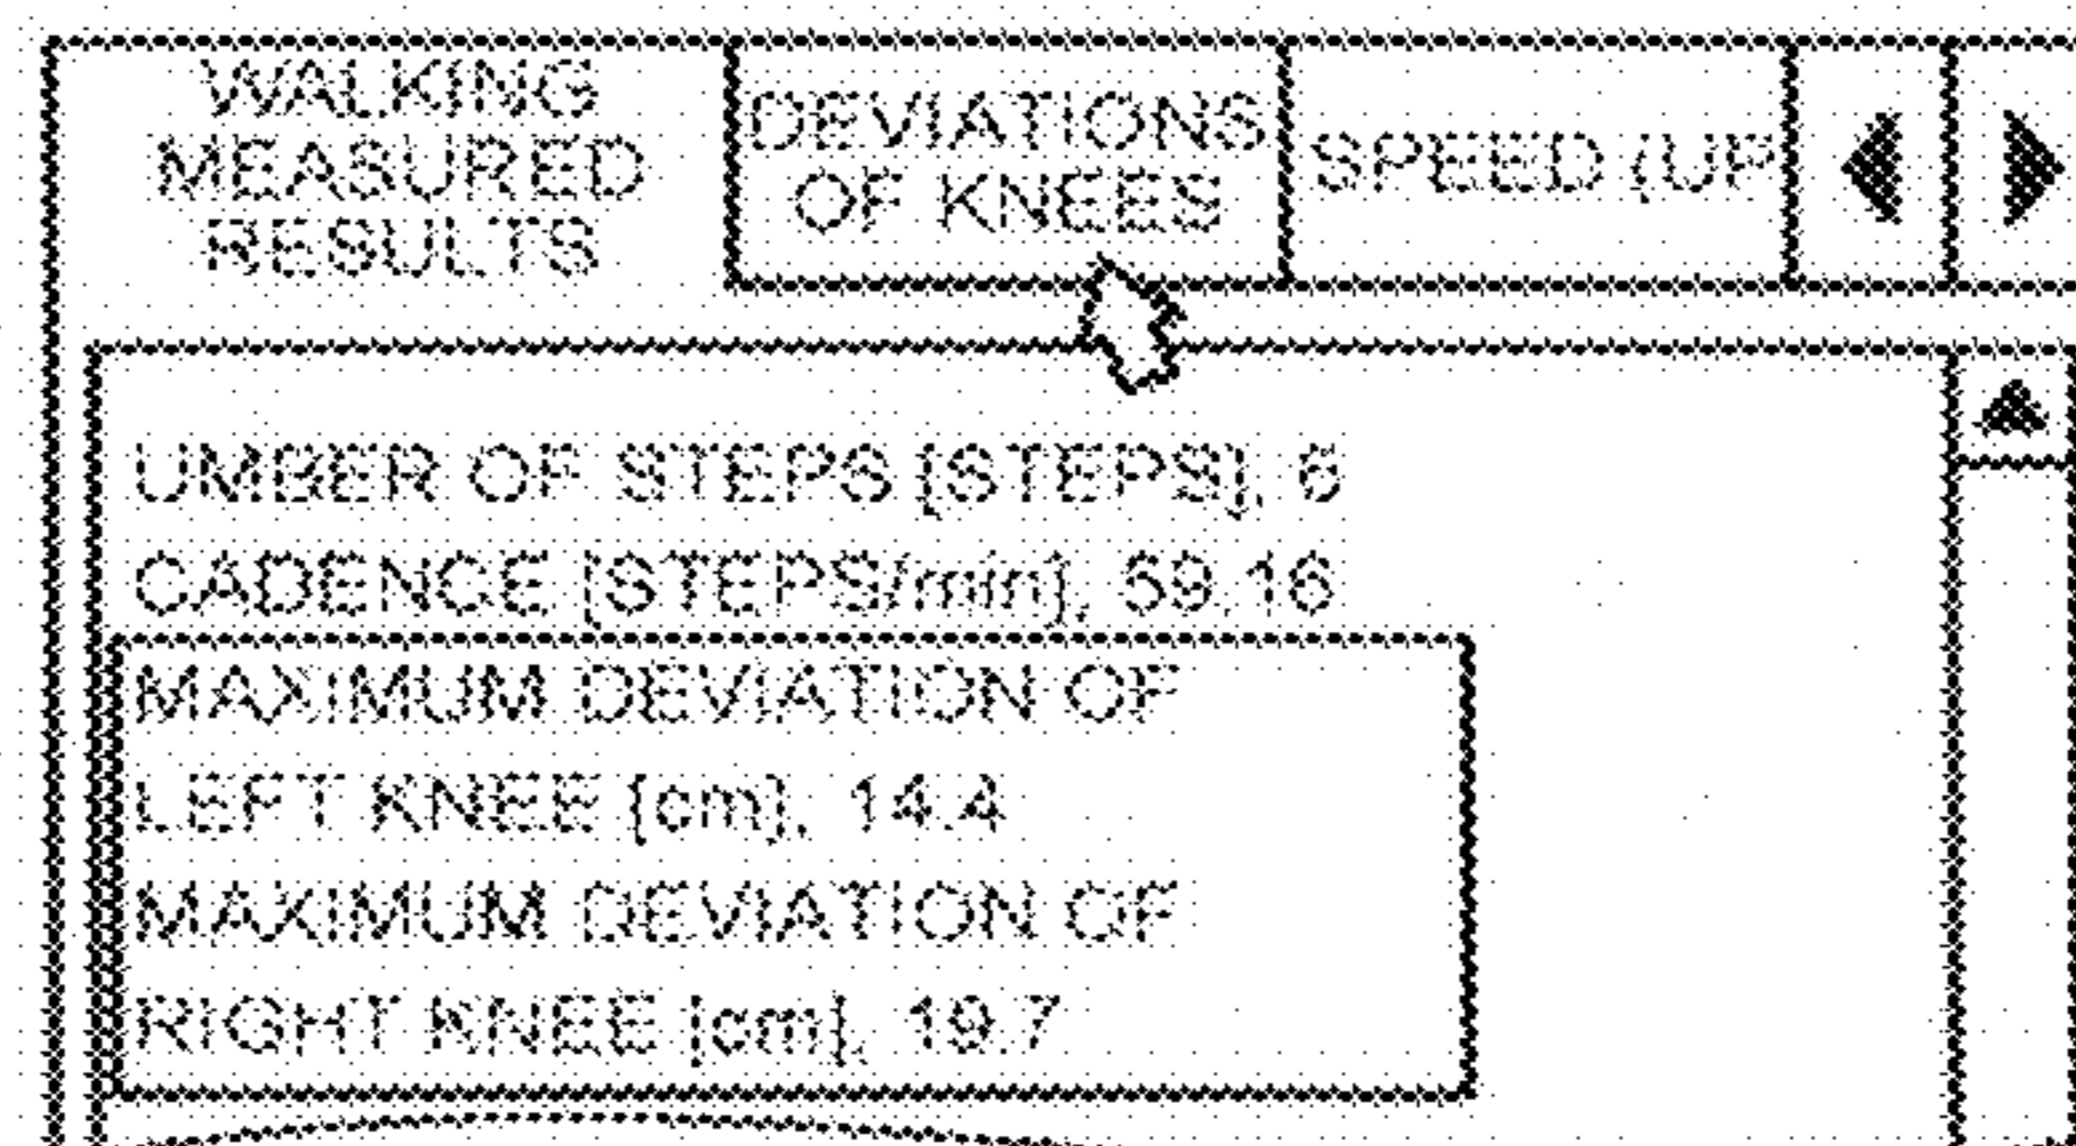 WALKING
MEASURED
RESULTS
DEVIATIONS
OF KNEES
SPEED (UP
UMBER OF STEPS [STEPS], 6
CADENCE [STEPS/min], 59.16
MAXIMUM DEVIATION OF
LEFT KNEE [cm], 14.4
MAXIMUM DEVIATION OF
RIGHT KNEE [cm], 19.7